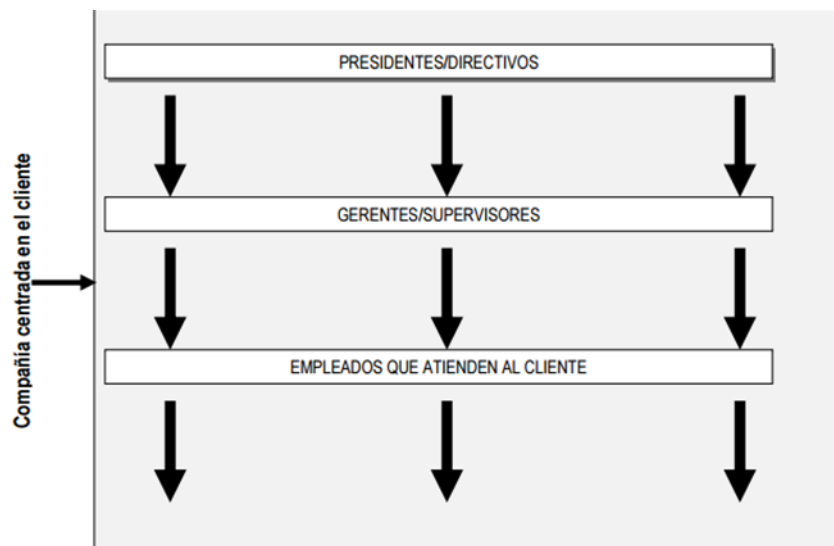 PRESIDENTES/DIRECTIVOS
GERENTES/SUPERVISORES
Compañía centrada en el cliente
EMPLEADOS QUE ATIENDEN AL CLIENTE